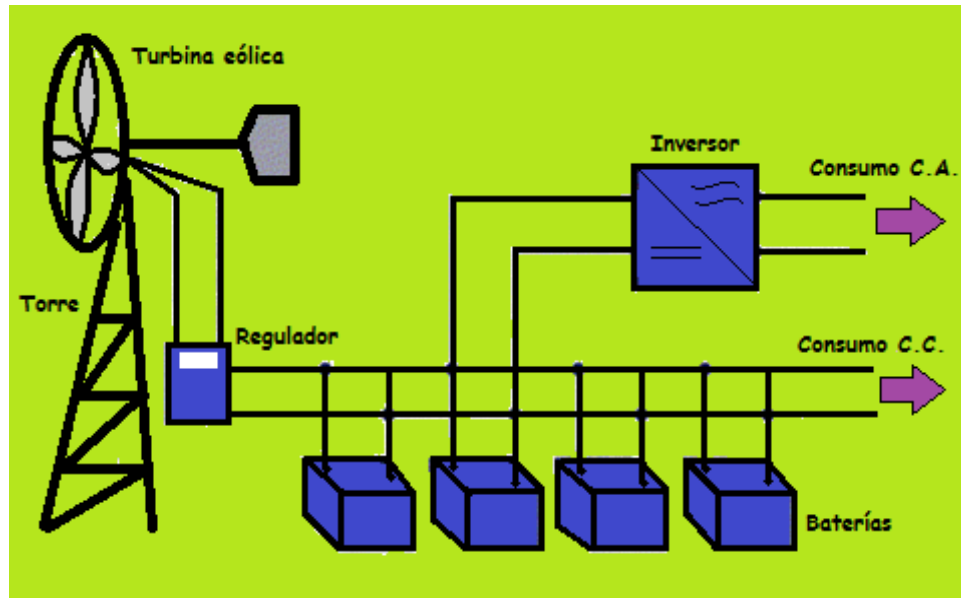 Turbina eólica
Inversor
Consumo C.A.
Torre
Regulador
Consumo C.C.
Baterías